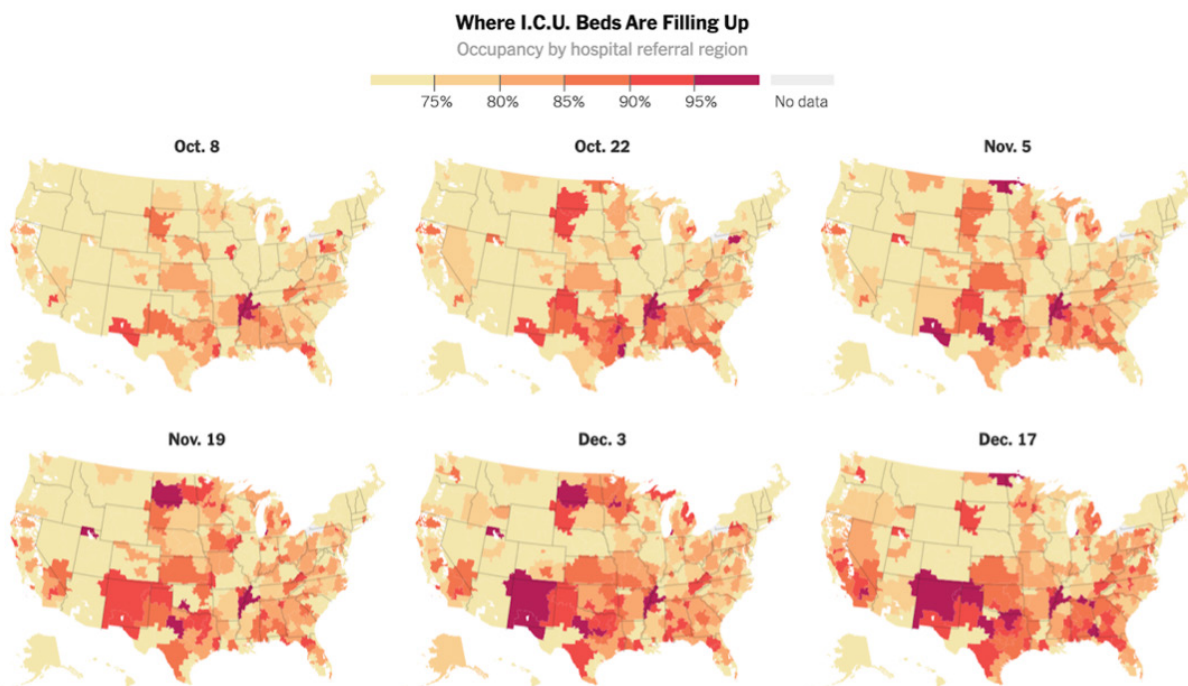 Where I.C.U. Beds Are Filling Up
Occupancy by hospital referral region
75% 80% 85% 90% 95% No data
Oct. 8 Oct. 22 Nov. 5
Nov. 19 Dec. 3 Dec. 17